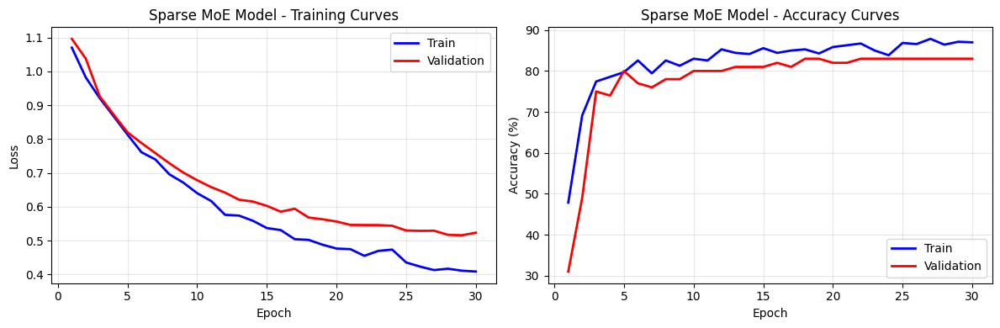 Sparse MoE Model - Training Curves
1.1
1.0
0.9
0.8
0.7
0.6
0.5
0.4
Loss
0 5 10 15 20 25 30
Epoch
Train
Validation
Sparse MoE Model - Accuracy Curves
90
80
70
60
50
40
30
Accuracy (%)
0 5 10 15 20 25 30
Epoch
Train
Validation